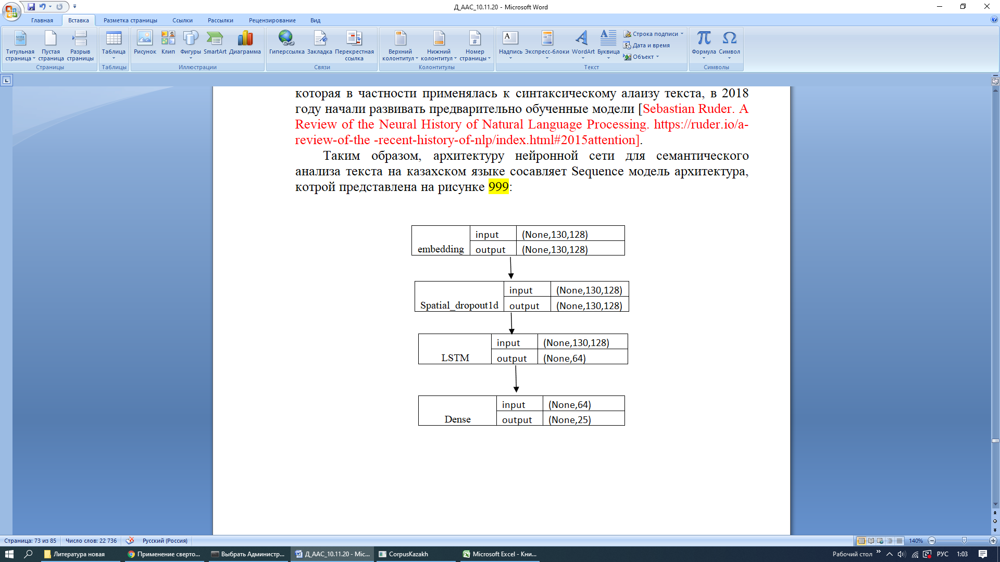 Д_ААС_10.11.20 - Microsoft Word
Главная Вставка Разметка страницы Ссылки Рассылки Рецензирование Вид
Титульная страница Пустая страница Разрыв страницы Таблица Рисунок Клип Фигуры SmartArt Диаграмма Гиперссылка Закладка Перекрестная ссылка Верхний колонтитул Нижний колонтитул Номер страницы Надпись Экспресс-блоки WordArt Буквица Строка подписи Дата и время Объект Формула Символ
Страницы Таблицы Иллюстрации Связи Колонтитулы Текст Символы
которая в частности применялась к синтаксическому алаизу текста, в 2018
году начали развивать предварительно обученные модели [Sebastian Ruder. A
Review of the Neural History of Natural Language Processing. https://ruder.io/a-
review-of-the -recent-history-of-nlp/index.html#2015attention].
Таким образом, архитектуру нейронной сети для семантического
анализа текста на казахском языке сосавляет Sequence модель архитектура,
котрой представлена на рисунке 999:
input (None,130,128)
embedding output (None,130,128)
input (None,130,128)
Spatial_dropout1d output (None,130,128)
input (None,130,128)
LSTM output (None,64)
input (None,64)
Dense output (None,25)
Страница: 73 из 85 Число слов: 22 736 Русский (Россия) 140%
Литература новая Применение сверто... Выбрать Администр... Д_ААС_10.11.20 - Mic... CorpusKazakh Microsoft Excel - Кни... Рабочий стол РУС 1:03